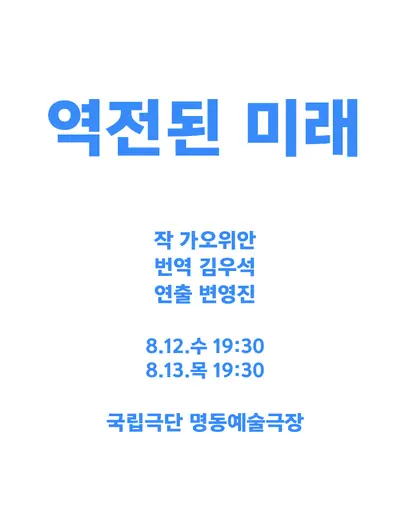 역전된 미래
작 가오위안
번역 김우석
연출 변영진
8.12.수 19:30
8.13.목 19:30
국립극단 명동예술극장